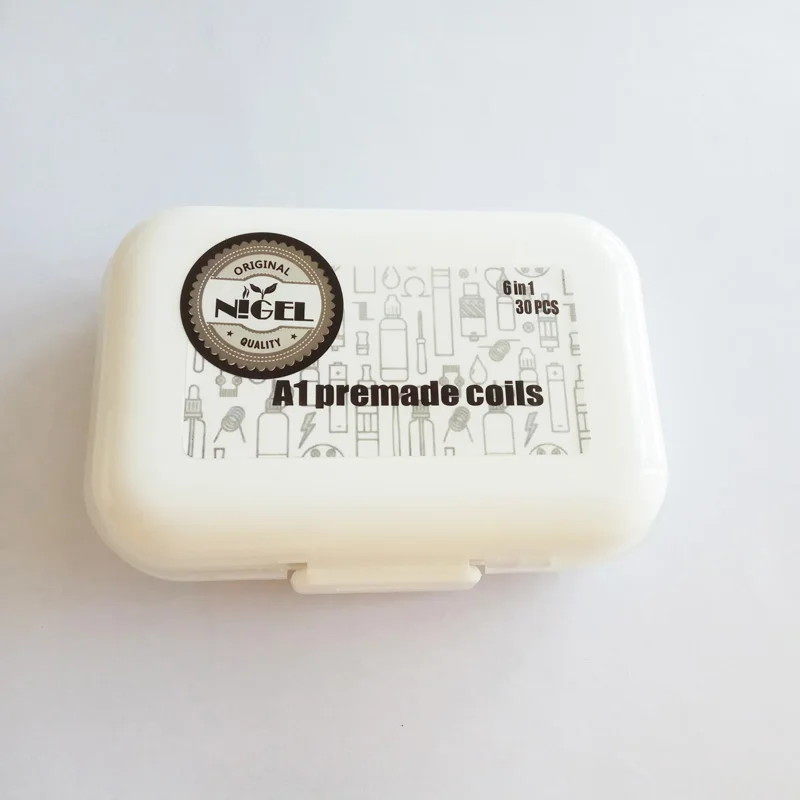 ORIGINAL
NiGEL
QUALITY
6 in 1
30 PCS
A1 premade coils